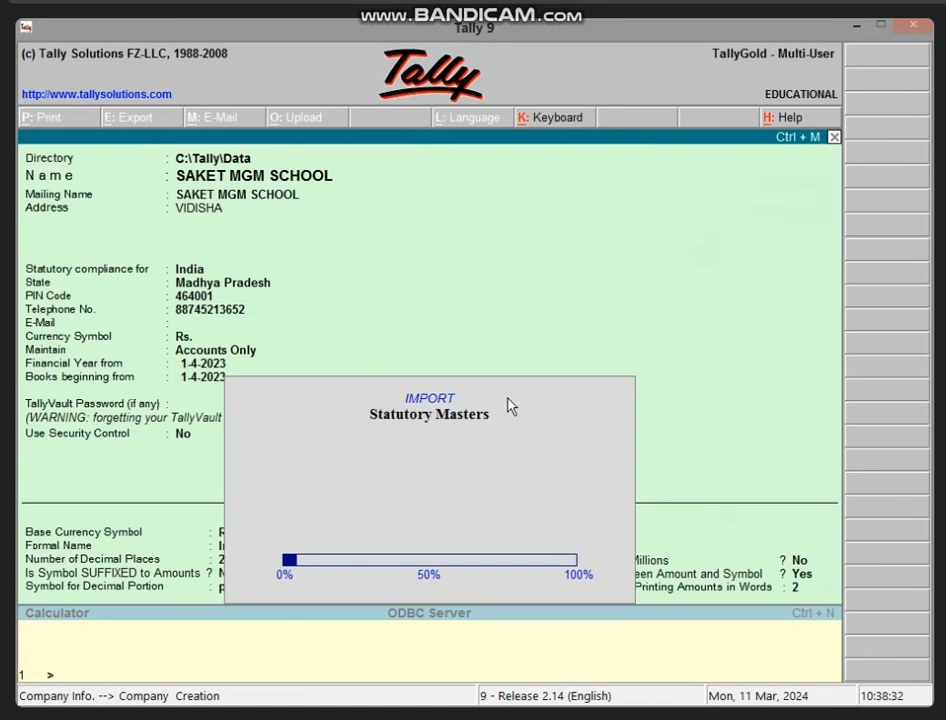 www.BANDICAM.com
Tally 9
(c) Tally Solutions FZ-LLC, 1988-2008
Tally
TallyGold - Multi-User
http://www.tallysolutions.com
EDUCATIONAL
P: Print E: Export M: E-Mail O: Upload L: Language K: Keyboard H: Help
Ctrl + M
Directory : C:\Tally\Data
Name : SAKET MGM SCHOOL
Mailing Name : SAKET MGM SCHOOL
Address : VIDISHA
Statutory compliance for : India
State : Madhya Pradesh
PIN Code : 464001
Telephone No. : 88745213652
E-Mail :
Currency Symbol : Rs.
Maintain : Accounts Only
Financial Year from : 1-4-2023
Books beginning from : 1-4-2023
TallyVault Password (if any) :
(WARNING: forgetting your TallyVault
Use Security Control : No
IMPORT
Statutory Masters
0% 50% 100%
Base Currency Symbol :
Formal Name :
Number of Decimal Places : 2
Is Symbol SUFFIXED to Amounts ?
Symbol for Decimal Portion :
Millions ? No
een Amount and Symbol ? Yes
Printing Amounts in Words : 2
Calculator ODBC Server Ctrl + N
1 >
Company Info. --> Company Creation 9 - Release 2.14 (English) Mon, 11 Mar, 2024 10:38:32